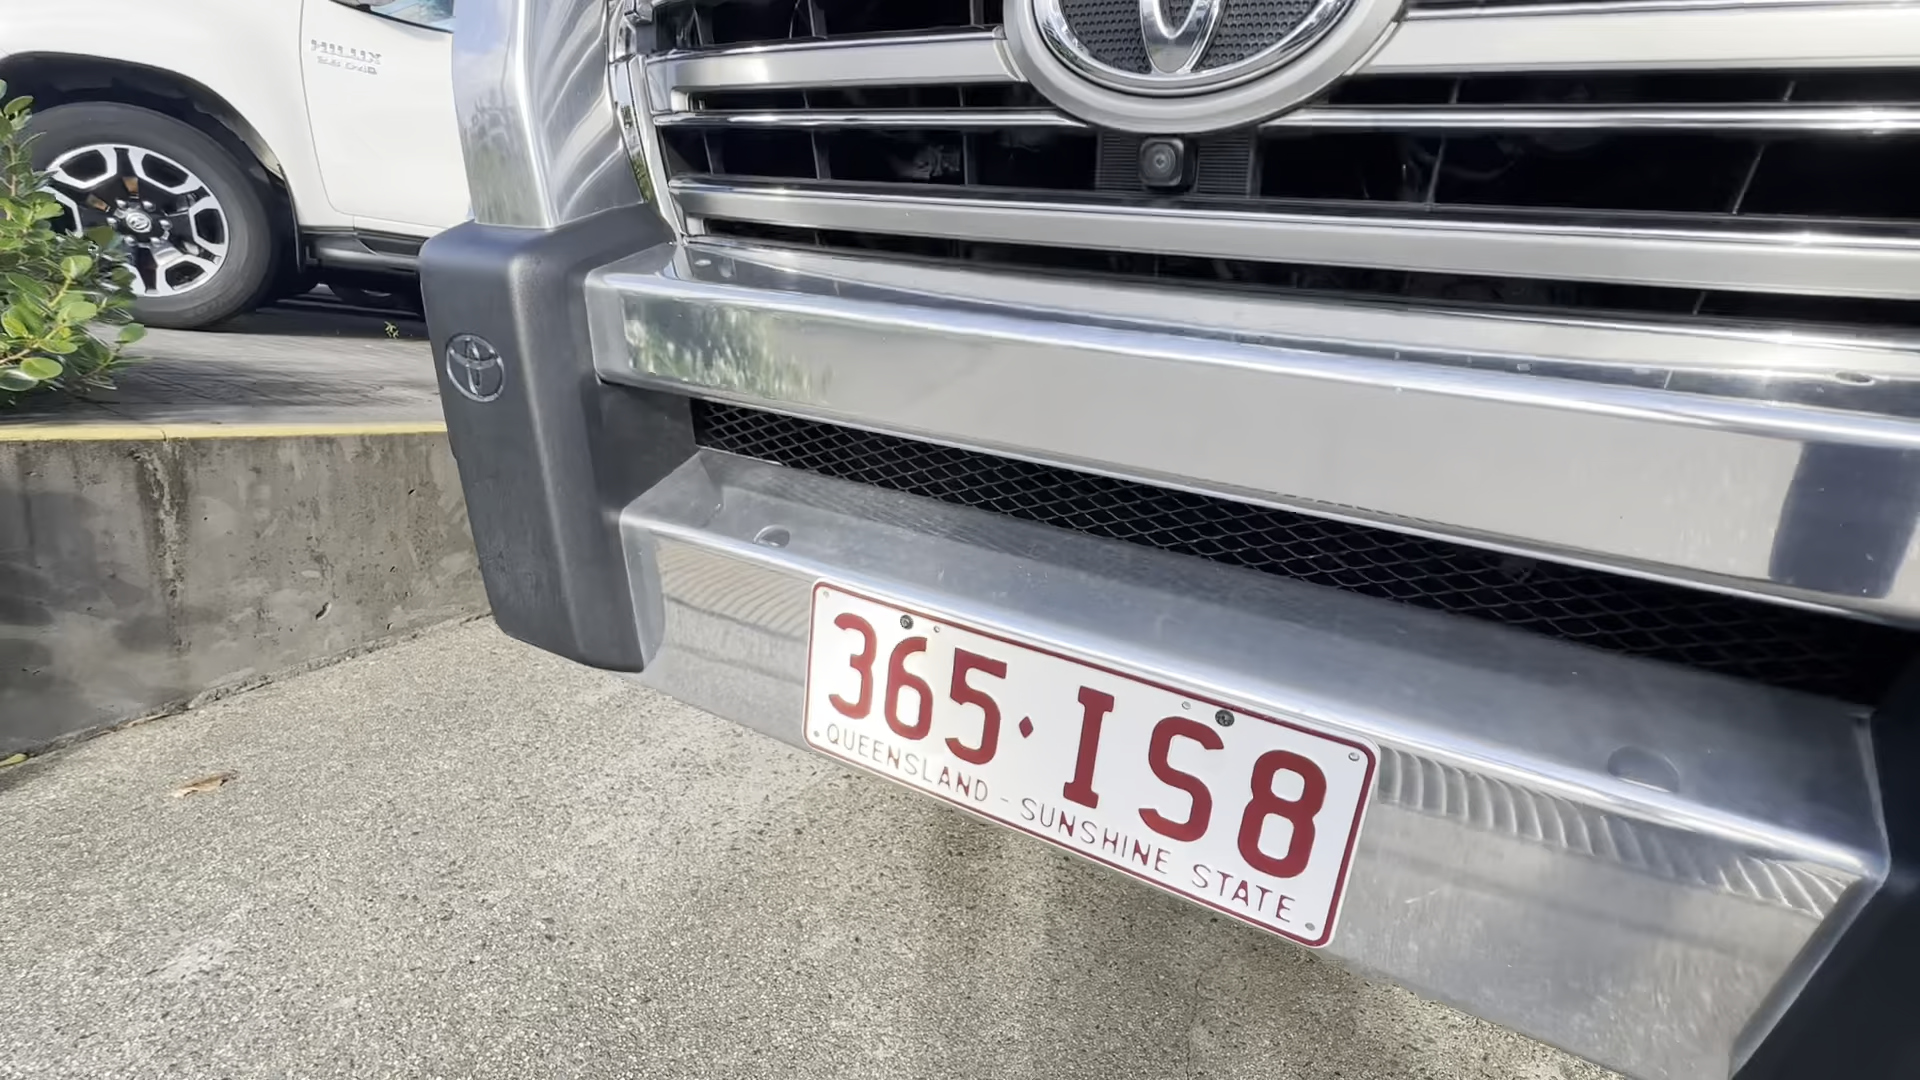 HILUX
365·IS8
QUEENSLAND - SUNSHINE STATE